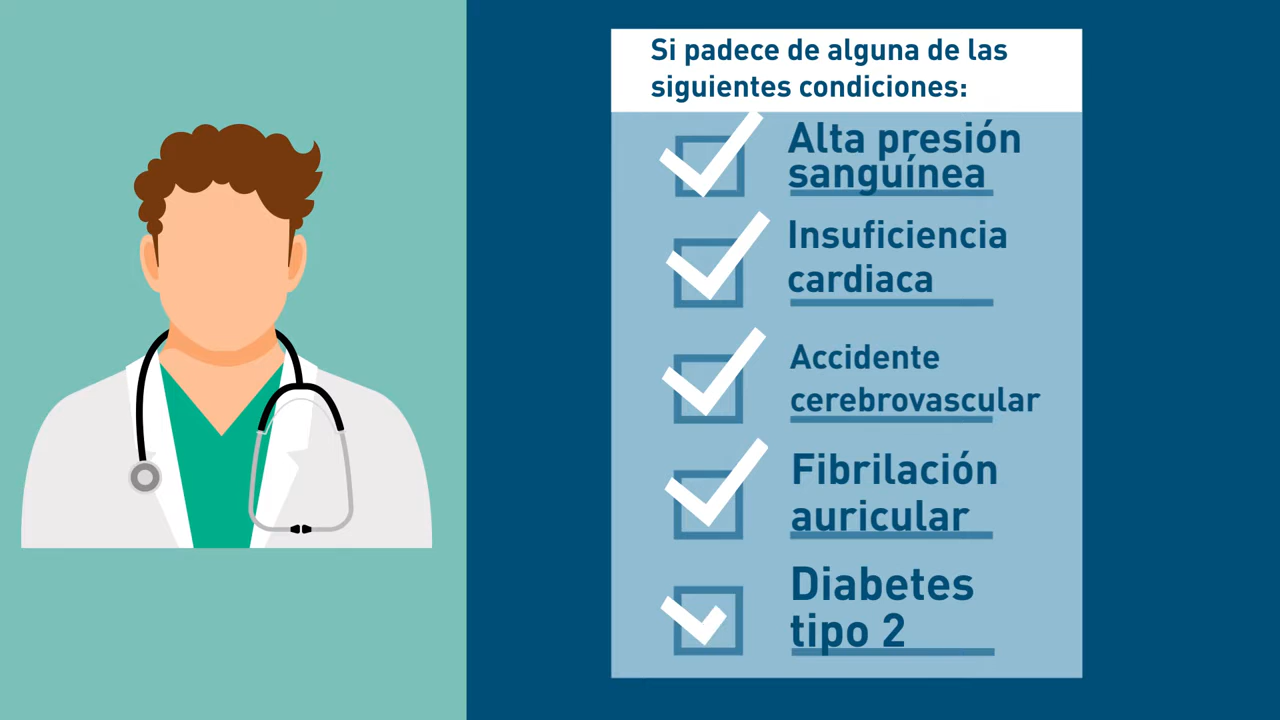 Si padece de alguna de las
siguientes condiciones:
Alta presión
sanguínea
Insuficiencia
cardiaca
Accidente
cerebrovascular
Fibrilación
auricular
Diabetes
tipo 2